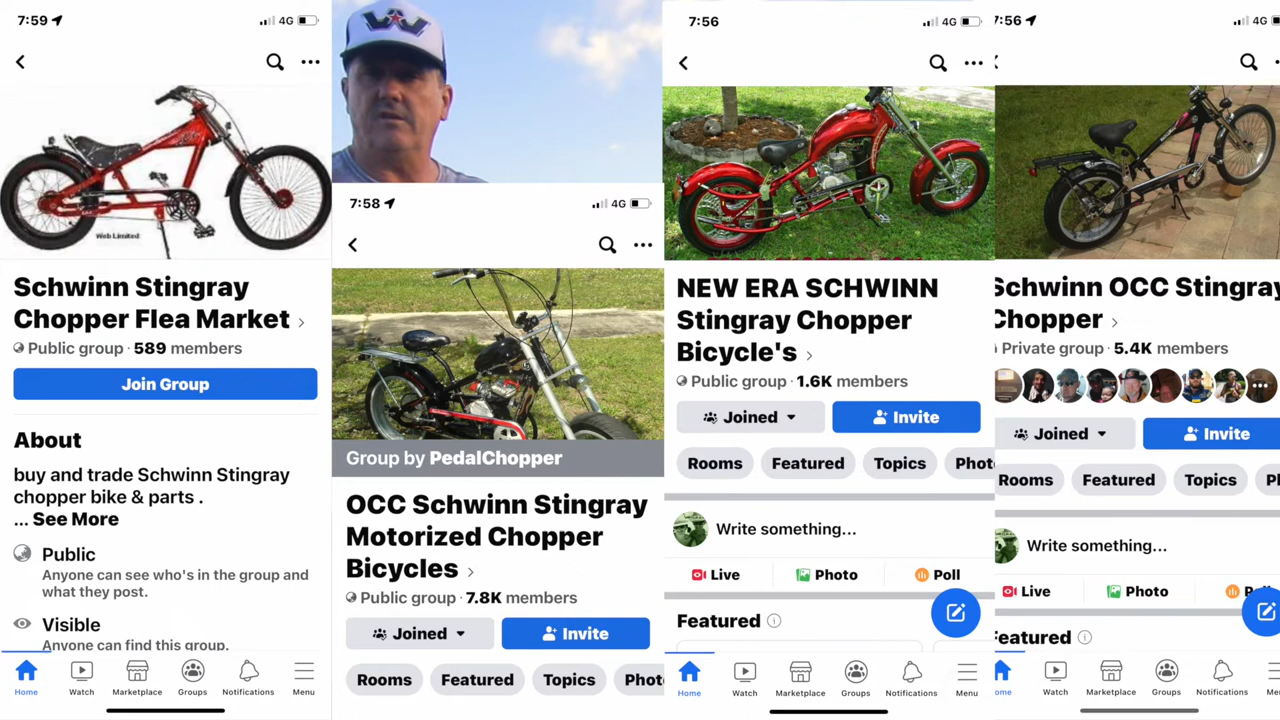 7:59
4G
Web Limited
Schwinn Stingray
Chopper Flea Market
Public group · 589 members
Join Group
About
buy and trade Schwinn Stingray
chopper bike & parts .
... See More
Public
Anyone can see who's in the group and
what they post.
Visible
Anyone can find this group.
Home Watch Marketplace Groups Notifications Menu
W
7:58
4G
Group by PedalChopper
OCC Schwinn Stingray
Motorized Chopper
Bicycles
Public group · 7.8K members
Joined
Invite
Rooms Featured Topics Phot
7:56
4G
NEW ERA SCHWINN
Stingray Chopper
Bicycle's
Public group · 1.6K members
Joined
Invite
Rooms Featured Topics Phot
Write something...
Live Photo Poll
Featured
Home Watch Marketplace Groups Notifications Menu
7:56
4G
Schwinn OCC Stingray
Chopper
Private group · 5.4K members
Joined
Invite
Rooms Featured Topics Pl
Write something...
Live Photo P
Featured
ome Watch Marketplace Groups Notifications Me